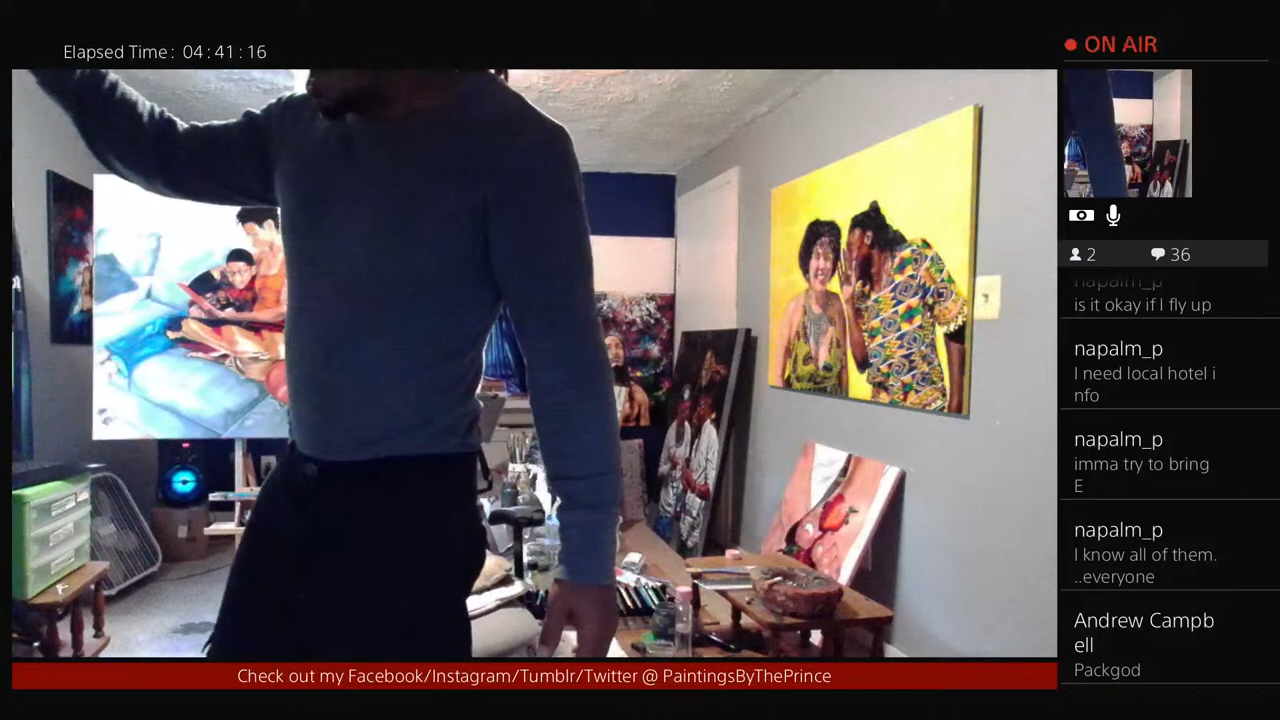 Elapsed Time: 04:41:16
ON AIR
2 36
napalm_p
is it okay if I fly up
napalm_p
I need local hotel i
nfo
napalm_p
imma try to bring
E
napalm_p
I know all of them.
..everyone
Andrew Campb
ell
Packgod
Check out my Facebook/Instagram/Tumblr/Twitter @ PaintingsByThePrince